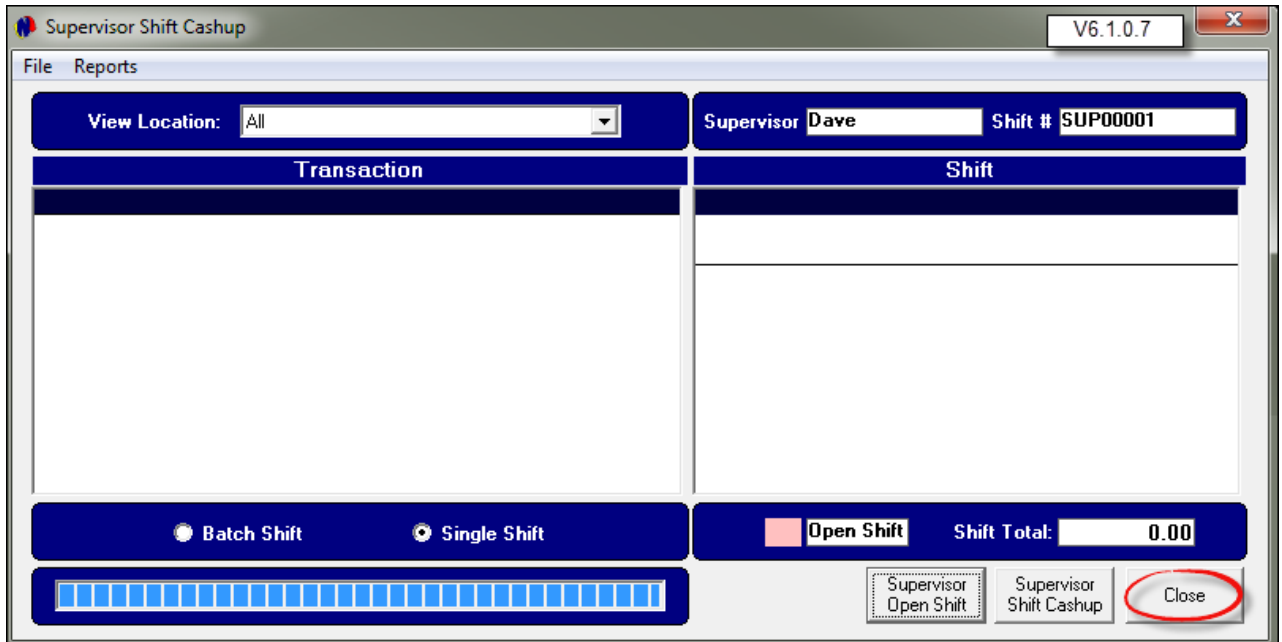 Supervisor Shift Cashup
V6.1.0.7
X
File Reports
View Location: All
Supervisor Dave Shift # SUP00001
Transaction
Shift
Batch Shift Single Shift
Open Shift Shift Total: 0.00
Supervisor
Open Shift
Supervisor
Shift Cashup
Close